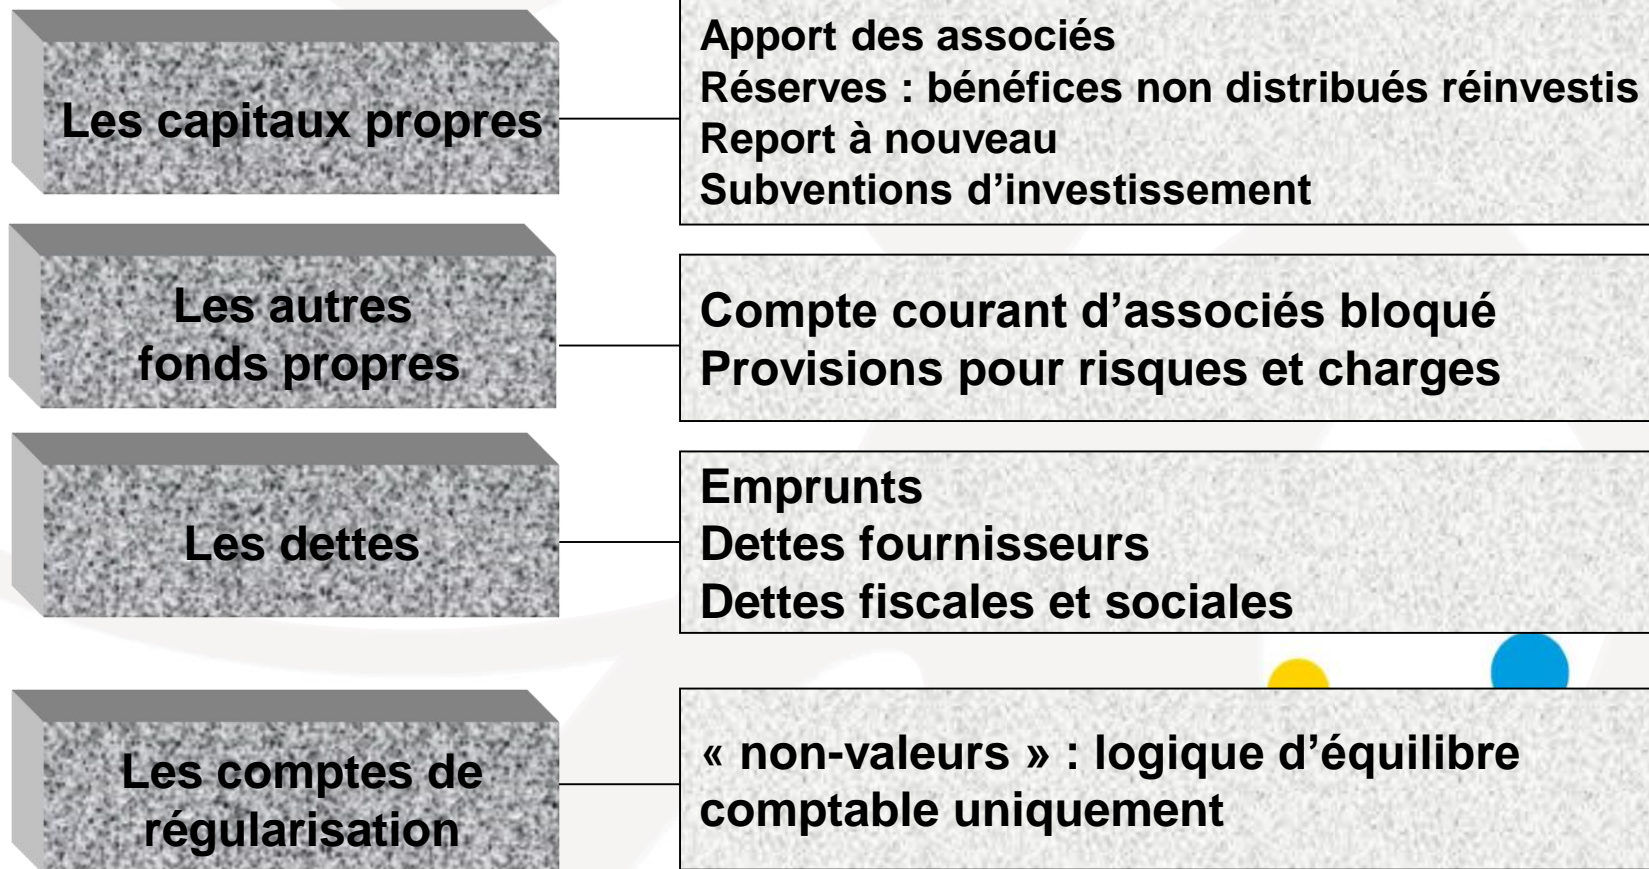 Les capitaux propres
Apport des associés
Réserves : bénéfices non distribués réinvestis
Report à nouveau
Subventions d’investissement
Les autres
fonds propres
Compte courant d’associés bloqué
Provisions pour risques et charges
Les dettes
Emprunts
Dettes fournisseurs
Dettes fiscales et sociales
Les comptes de
régularisation
« non-valeurs » : logique d’équilibre
comptable uniquement